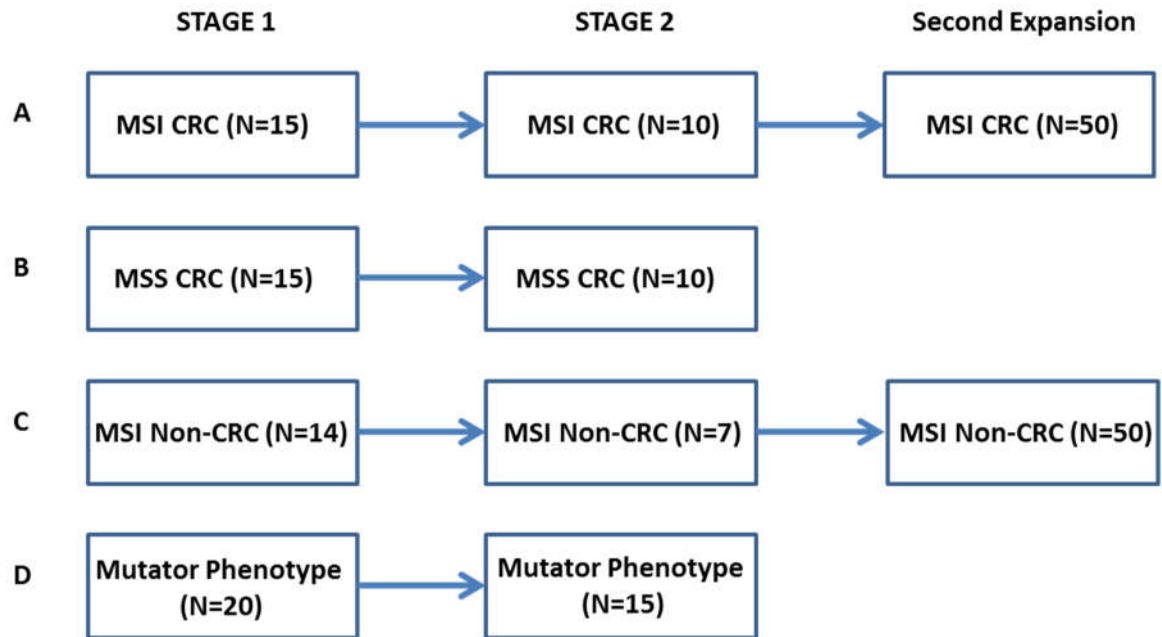 STAGE 1 STAGE 2 Second Expansion
A MSI CRC (N=15) MSI CRC (N=10) MSI CRC (N=50)
B MSS CRC (N=15) MSS CRC (N=10)
C MSI Non-CRC (N=14) MSI Non-CRC (N=7) MSI Non-CRC (N=50)
D Mutator Phenotype
(N=20)
Mutator Phenotype
(N=15)